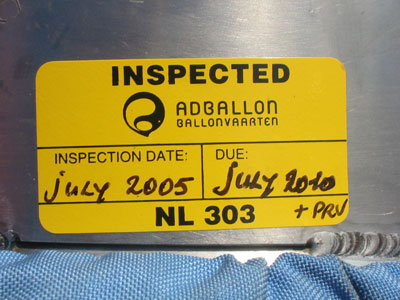 INSPECTED
ADBALLON
BALLONVAARTEN
INSPECTION DATE: DUE:
july 2005 july 2010
NL 303 + PRV